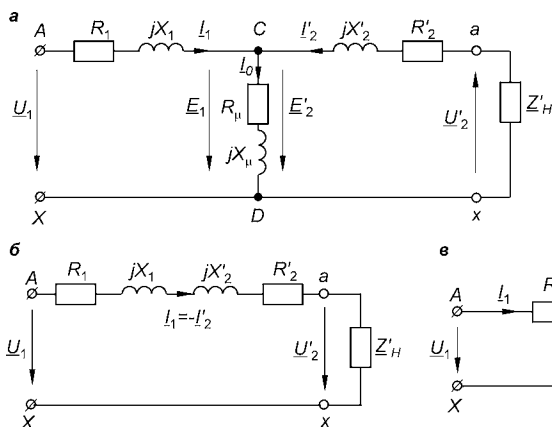 а
A R₁ jX₁ I₁ C I'₂ jX'₂ R'₂ a
I₀
U₁ E₁ Rμ E'₂ U'₂ Z'H
jXμ
X D x
б в
A R₁ jX₁ jX'₂ R'₂ a
I₁=-I'₂
U₁ U'₂ Z'H
X x
A I₁ R
U₁
X